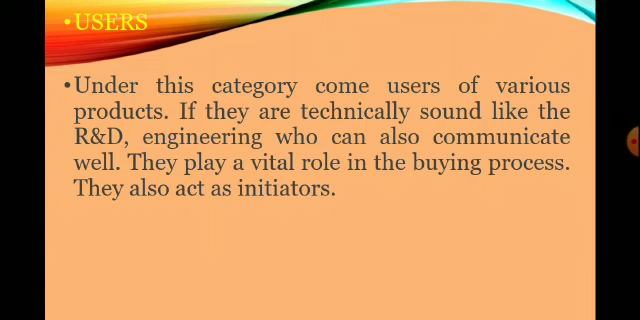 •USERS
•Under this category come users of various
products. If they are technically sound like the
R&D, engineering who can also communicate
well. They play a vital role in the buying process.
They also act as initiators.